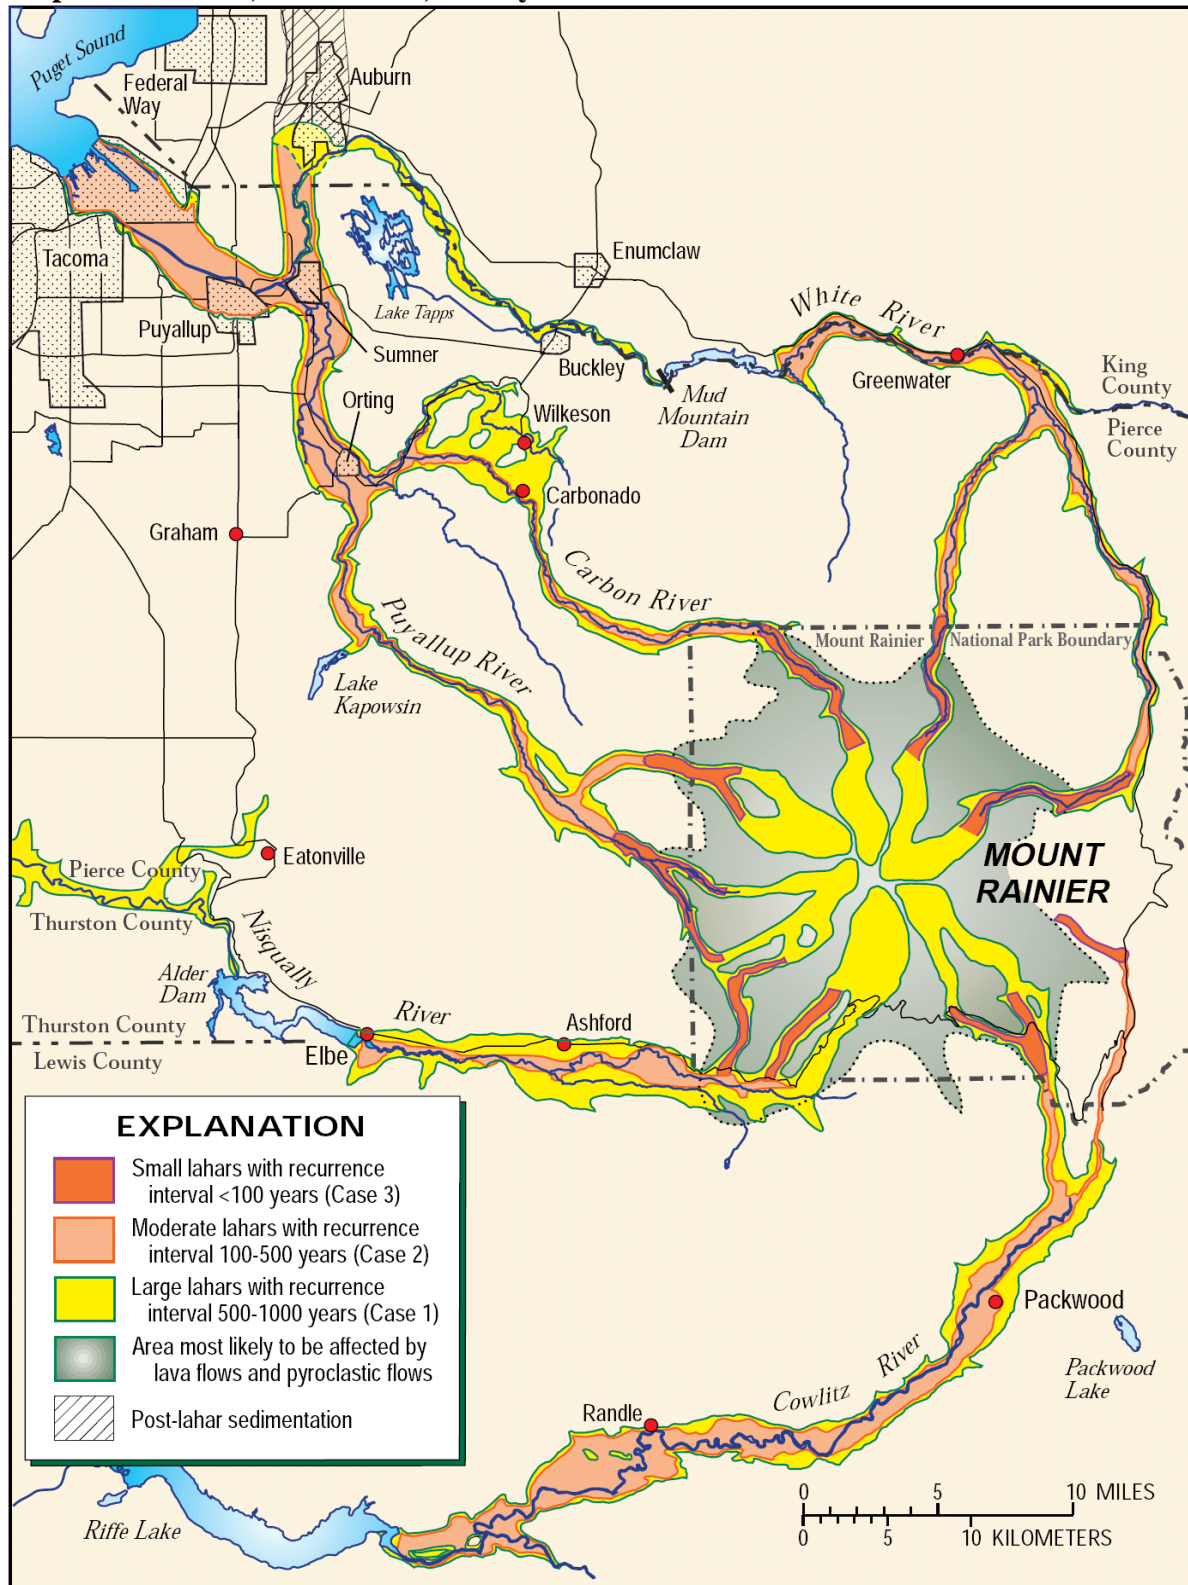 Puget Sound
Federal
Way
Auburn
Tacoma
Enumclaw
Lake Tapps
White River
Puyallup
Sumner
Buckley
Greenwater
King
County
Pierce
County
Mud
Mountain
Dam
Orting
Wilkeson
Carbonado
Graham
Carbon River
Puyallup River
Mount Rainier
National Park Boundary
Lake
Kapowsin
MOUNT
RAINIER
Eatonville
Pierce County
Thurston County
Nisqually
River
Alder
Dam
Thurston County
Lewis County
Elbe
Ashford
EXPLANATION
Small lahars with recurrence
interval <100 years (Case 3)
Moderate lahars with recurrence
interval 100-500 years (Case 2)
Large lahars with recurrence
interval 500-1000 years (Case 1)
Area most likely to be affected by
lava flows and pyroclastic flows
Post-lahar sedimentation
Packwood
Packwood
Lake
Cowlitz River
Randle
Riffe Lake
0 5 10 MILES
0 5 10 KILOMETERS